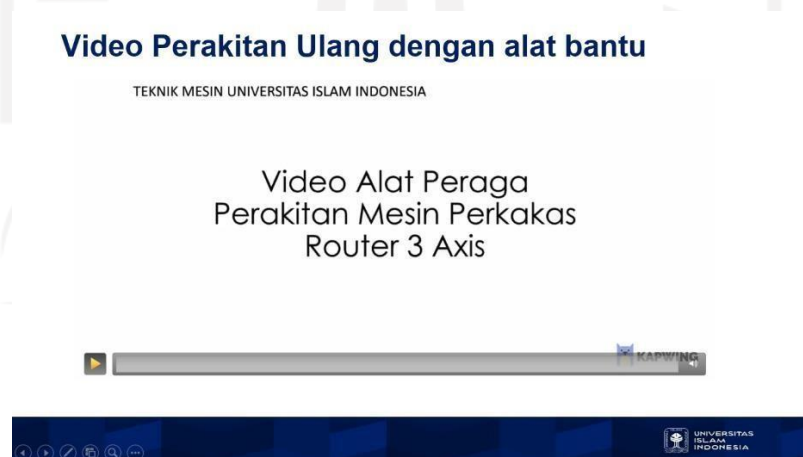 Video Perakitan Ulang dengan alat bantu
TEKNIK MESIN UNIVERSITAS ISLAM INDONESIA
Video Alat Peraga
Perakitan Mesin Perkakas
Router 3 Axis
KAPWING
UNIVERSITAS
ISLAM
INDONESIA